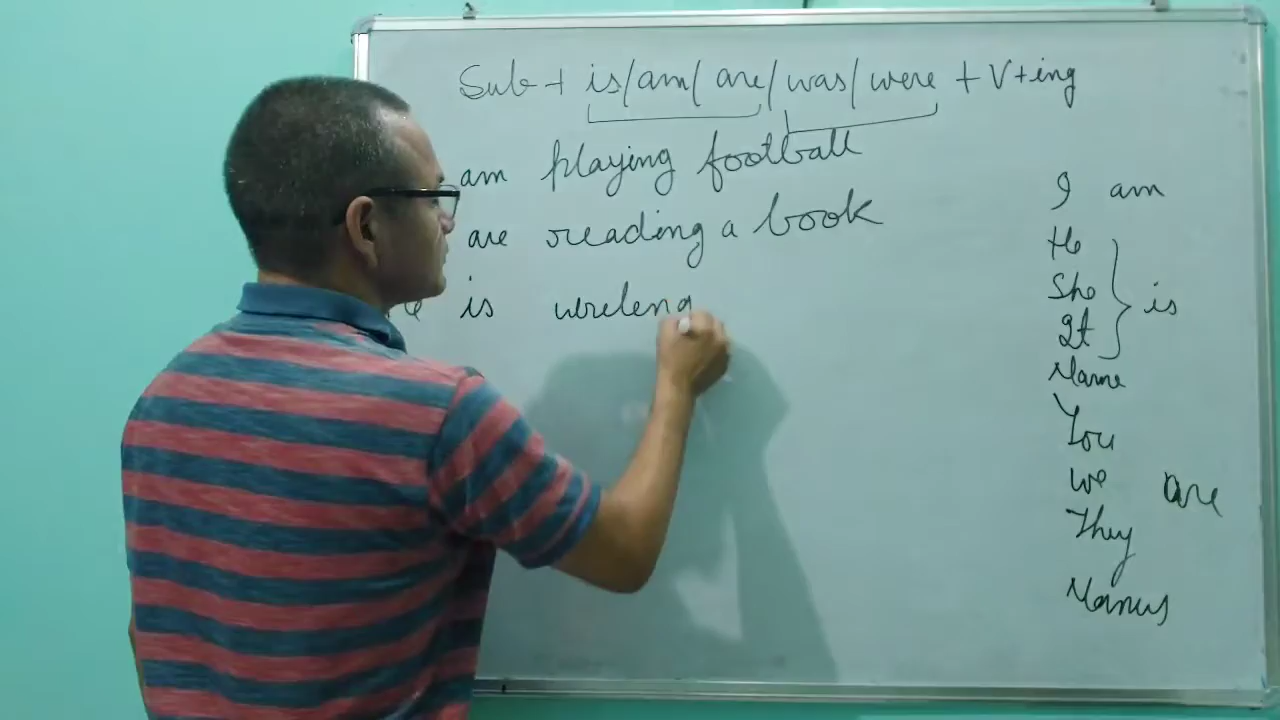 Sub + is/am/are/was/were + V+ing
am playing football
are reading a book
is
I am
He
She
It
is
Name
You
we
They
are
Names